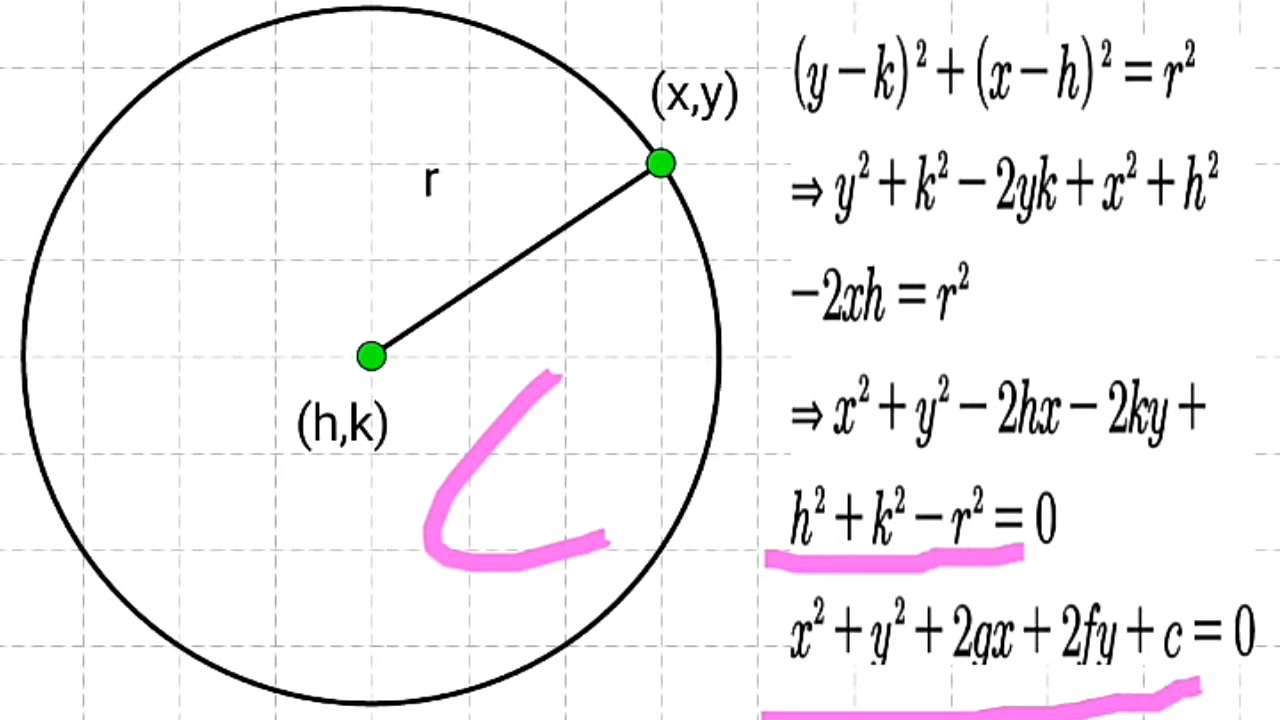 (x,y)
r
(h,k)
C
(y−k)²+(x−h)²=r²
⇒y²+k²−2yk+x²+h²
−2xh=r²
⇒x²+y²−2hx−2ky+
h²+k²−r²=0
x²+y²+2gx+2fy+c=0